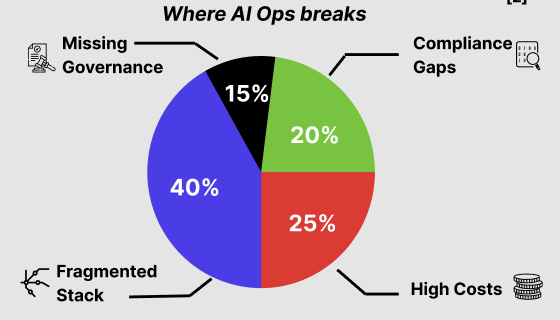 Where AI Ops breaks
Missing
Governance
Compliance
Gaps
15%
20%
40%
25%
Fragmented
Stack
High Costs